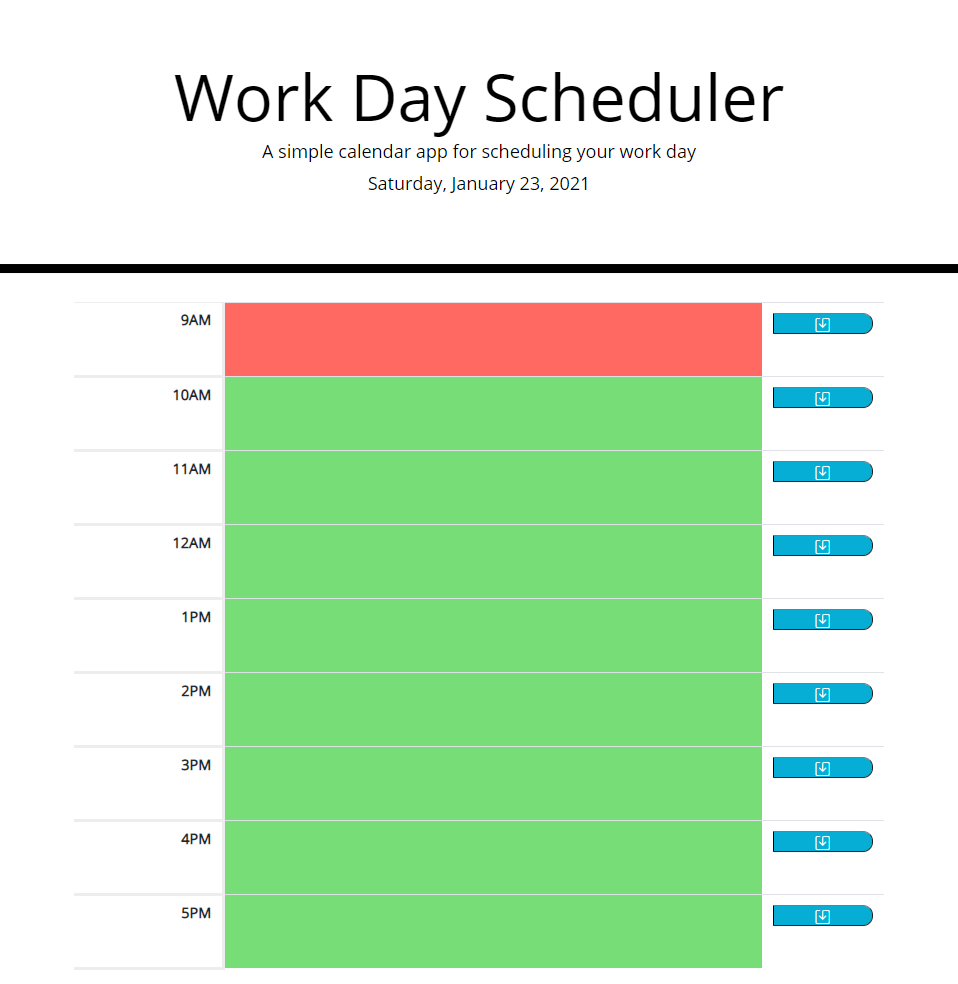 Work Day Scheduler
A simple calendar app for scheduling your work day
Saturday, January 23, 2021
9AM
10AM
11AM
12AM
1PM
2PM
3PM
4PM
5PM